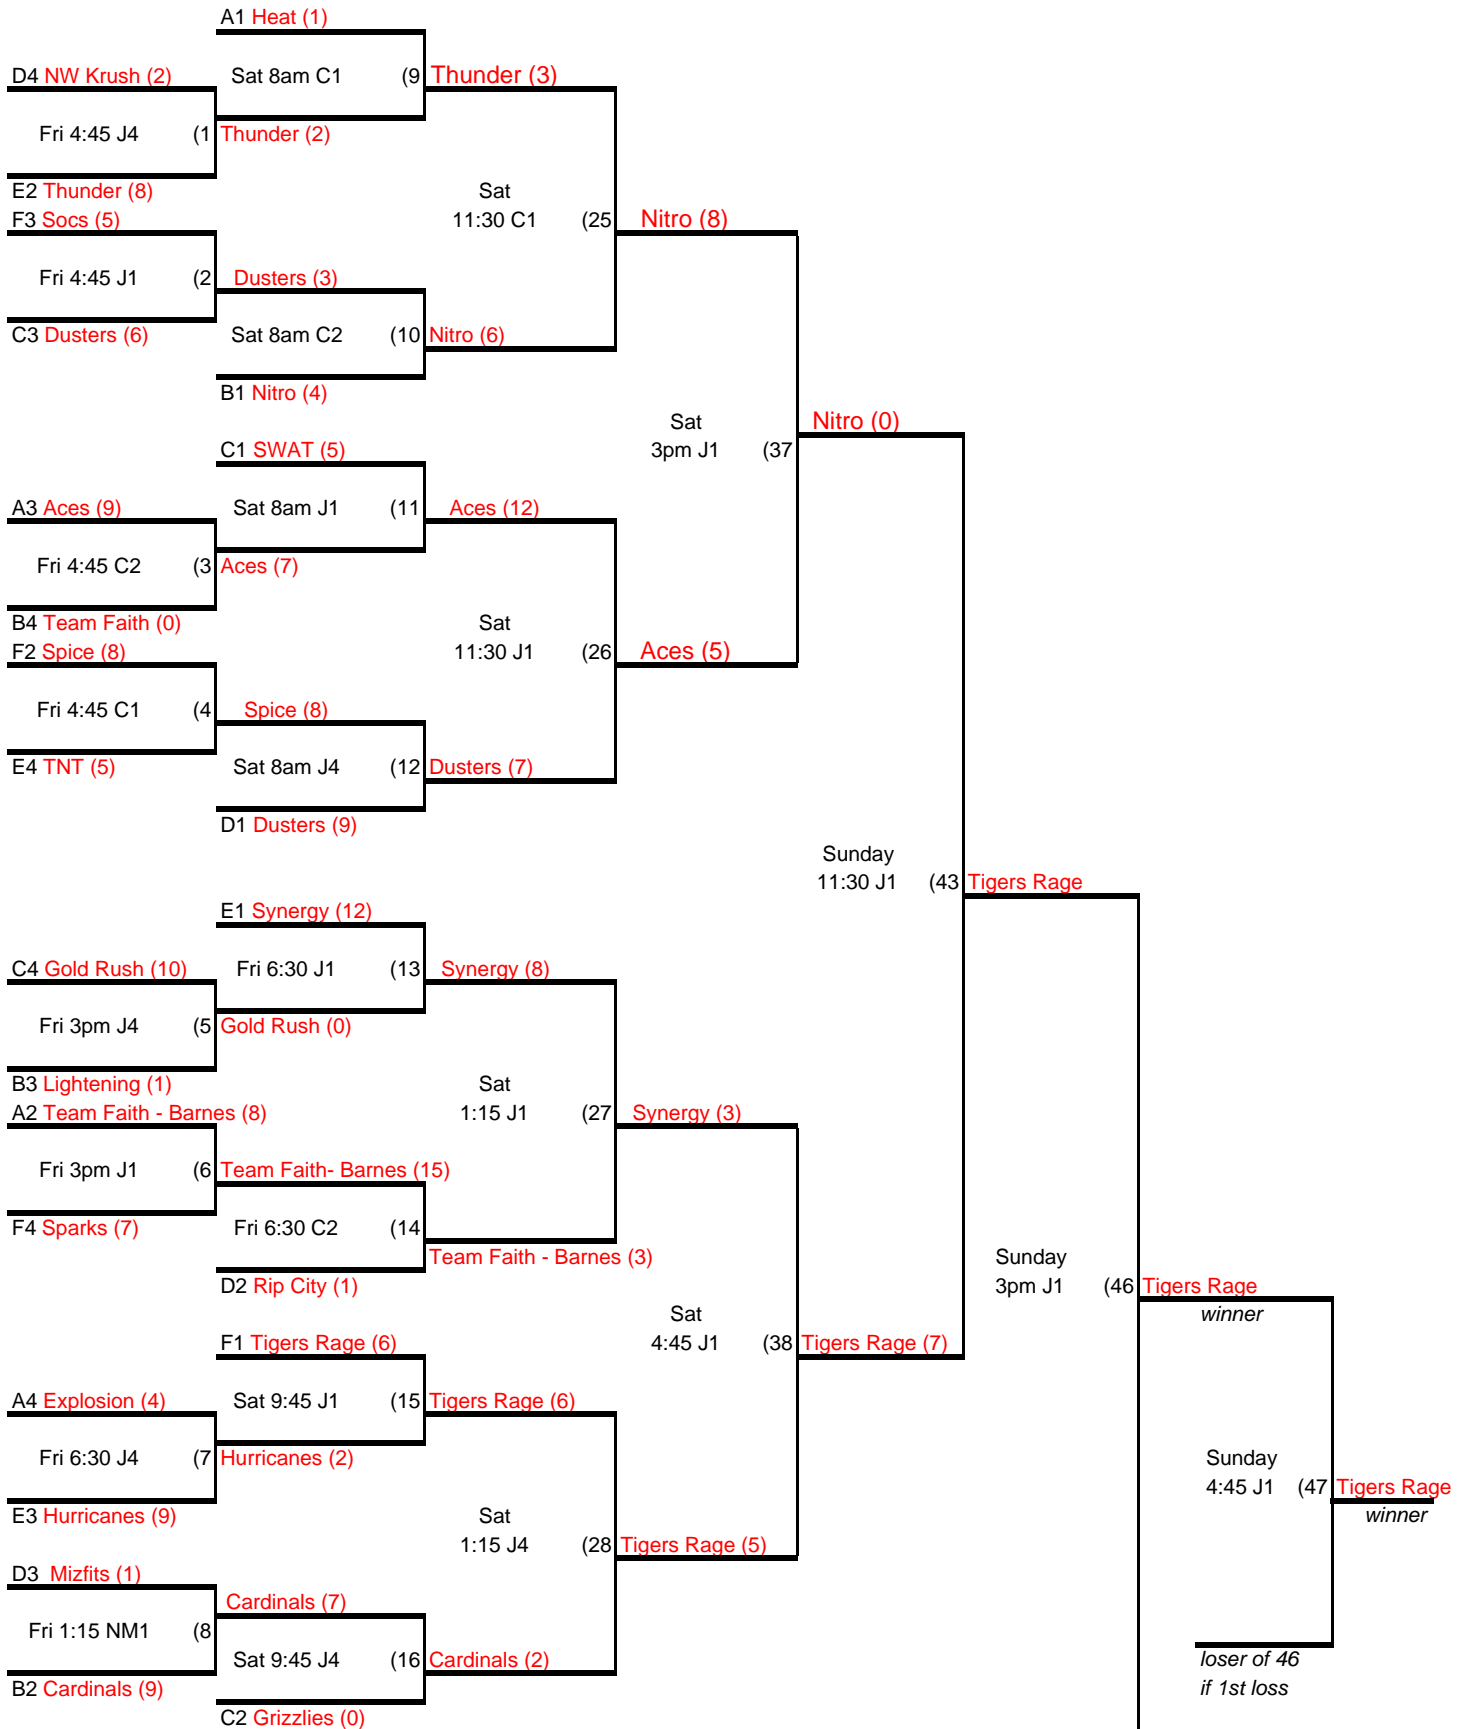 A1 Heat (1)
D4 NW Krush (2)
Sat 8am C1 (9 Thunder (3)
Fri 4:45 J4 (1 Thunder (2)
E2 Thunder (8)
Sat
F3 Socs (5)
11:30 C1 (25 Nitro (8)
Fri 4:45 J1 (2 Dusters (3)
C3 Dusters (6)
Sat 8am C2 (10 Nitro (6)
B1 Nitro (4)
Sat
Nitro (0)
C1 SWAT (5)
3pm J1 (37
A3 Aces (9)
Sat 8am J1 (11 Aces (12)
Fri 4:45 C2 (3 Aces (7)
B4 Team Faith (0)
Sat
F2 Spice (8)
11:30 J1 (26 Aces (5)
Fri 4:45 C1 (4 Spice (8)
E4 TNT (5)
Sat 8am J4 (12 Dusters (7)
D1 Dusters (9)
Sunday
11:30 J1 (43 Tigers Rage
E1 Synergy (12)
C4 Gold Rush (10)
Fri 6:30 J1 (13 Synergy (8)
Fri 3pm J4 (5 Gold Rush (0)
B3 Lightening (1)
Sat
A2 Team Faith - Barnes (8)
1:15 J1 (27 Synergy (3)
Fri 3pm J1 (6 Team Faith- Barnes (15)
F4 Sparks (7)
Fri 6:30 C2 (14
Team Faith - Barnes (3)
Sunday
D2 Rip City (1)
3pm J1 (46 Tigers Rage
winner
Sat
F1 Tigers Rage (6)
4:45 J1 (38 Tigers Rage (7)
A4 Explosion (4)
Sat 9:45 J1 (15 Tigers Rage (6)
Fri 6:30 J4 (7 Hurricanes (2)
Sunday
4:45 J1 (47 Tigers Rage
winner
E3 Hurricanes (9)
Sat
1:15 J4 (28 Tigers Rage (5)
D3 Mizfits (1)
Cardinals (7)
Fri 1:15 NM1 (8
Sat 9:45 J4 (16 Cardinals (2)
loser of 46
if 1st loss
B2 Cardinals (9)
C2 Grizzlies (0)